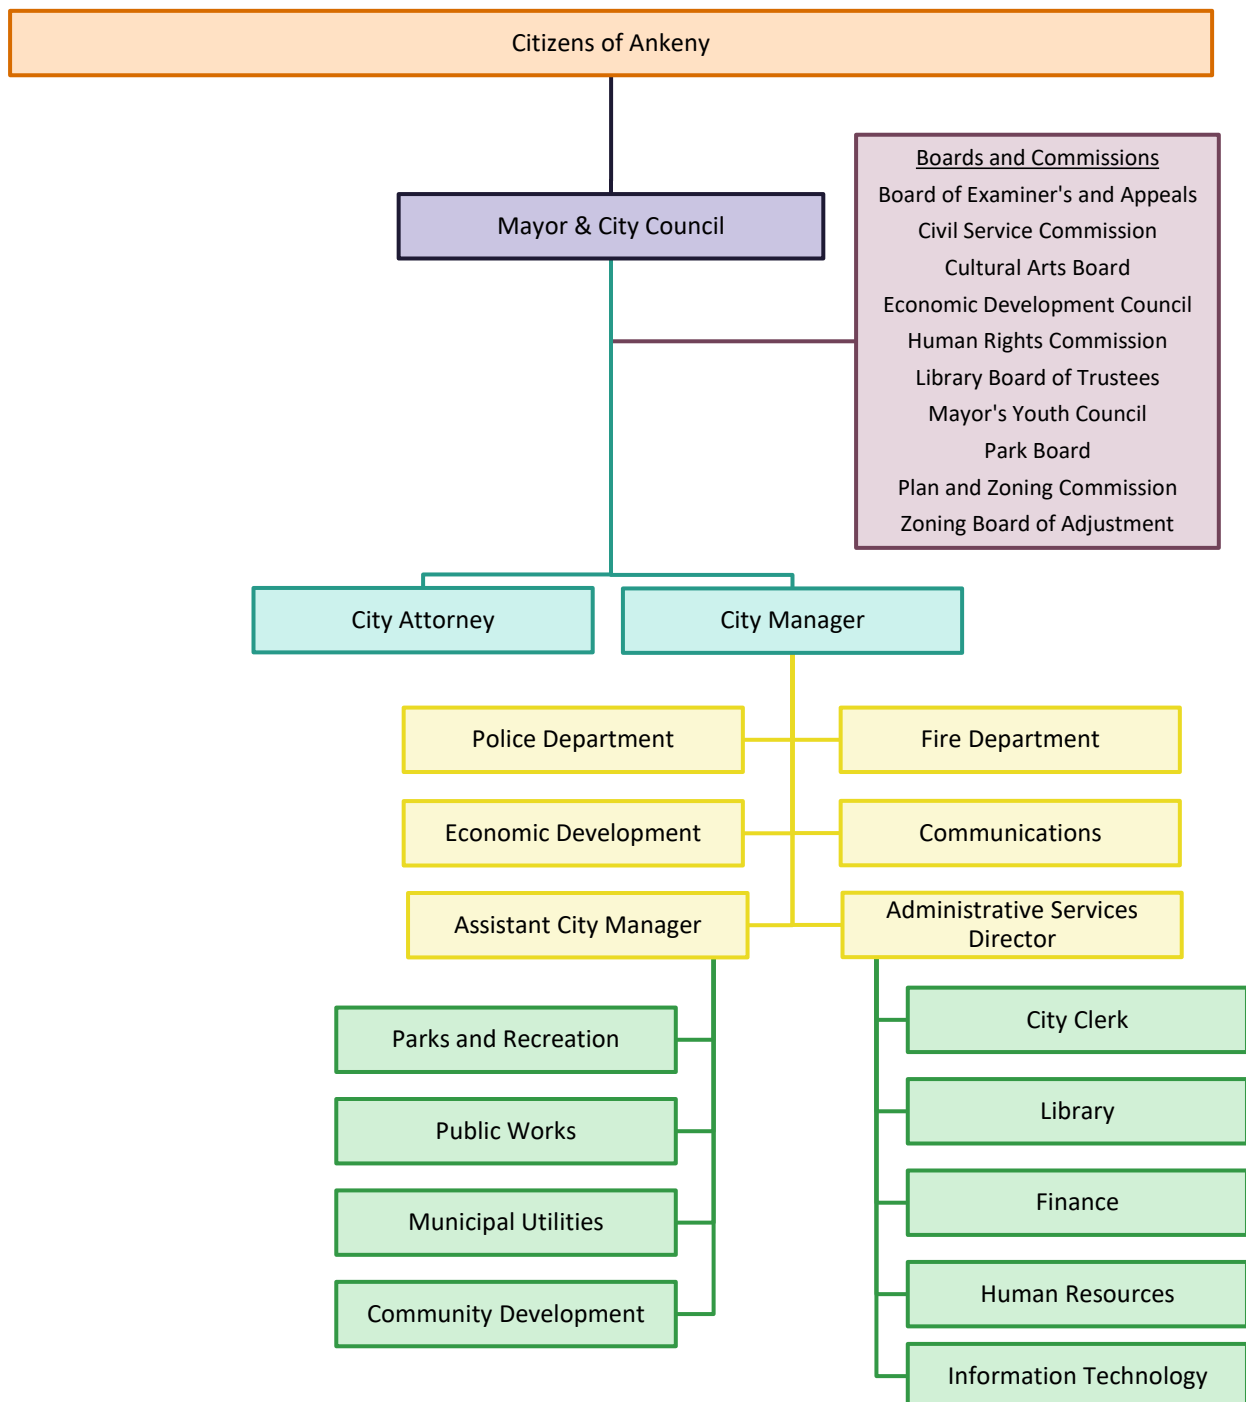 Citizens of Ankeny
Boards and Commissions
Board of Examiner's and Appeals
Civil Service Commission
Cultural Arts Board
Economic Development Council
Human Rights Commission
Library Board of Trustees
Mayor's Youth Council
Park Board
Plan and Zoning Commission
Zoning Board of Adjustment
Mayor & City Council
City Attorney
City Manager
Police Department
Fire Department
Economic Development
Communications
Assistant City Manager
Administrative Services
Director
Parks and Recreation
Public Works
Municipal Utilities
Community Development
City Clerk
Library
Finance
Human Resources
Information Technology